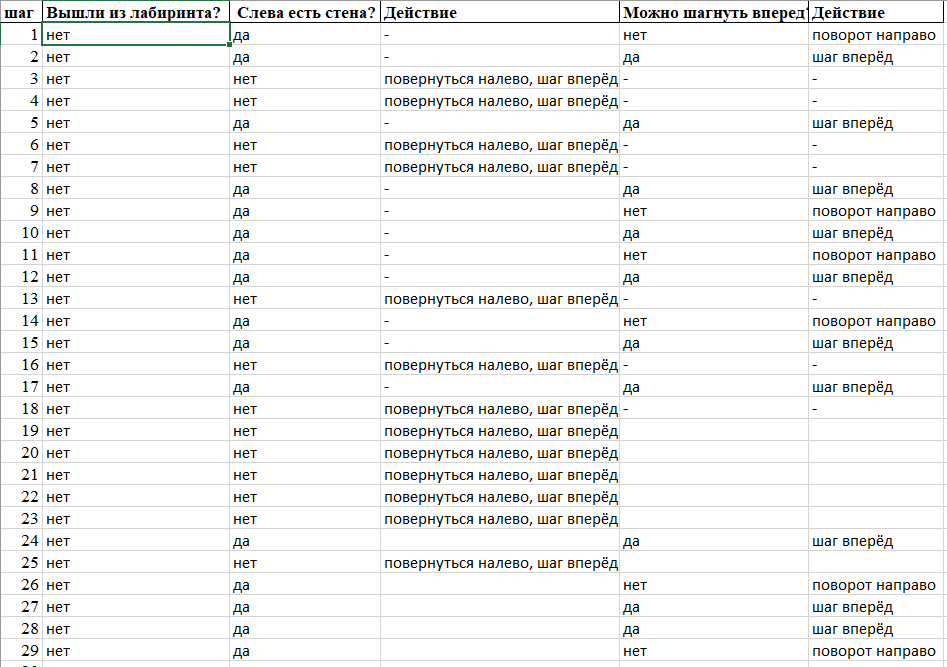 шаг Вышли из лабиринта? Слева есть стена? Действие Можно шагнуть вперед? Действие
1 нет да - нет поворот направо
2 нет да - да шаг вперёд
3 нет нет повернуться налево, шаг вперёд - -
4 нет нет повернуться налево, шаг вперёд - -
5 нет да - да шаг вперёд
6 нет нет повернуться налево, шаг вперёд - -
7 нет нет повернуться налево, шаг вперёд - -
8 нет да - да шаг вперёд
9 нет да - нет поворот направо
10 нет да - да шаг вперёд
11 нет да - нет поворот направо
12 нет да - да шаг вперёд
13 нет нет повернуться налево, шаг вперёд - -
14 нет да - нет поворот направо
15 нет да - да шаг вперёд
16 нет нет повернуться налево, шаг вперёд - -
17 нет да - да шаг вперёд
18 нет нет повернуться налево, шаг вперёд - -
19 нет нет повернуться налево, шаг вперёд
20 нет нет повернуться налево, шаг вперёд
21 нет нет повернуться налево, шаг вперёд
22 нет нет повернуться налево, шаг вперёд
23 нет нет повернуться налево, шаг вперёд
24 нет да да шаг вперёд
25 нет нет повернуться налево, шаг вперёд
26 нет да нет поворот направо
27 нет да да шаг вперёд
28 нет да да шаг вперёд
29 нет да нет поворот направо